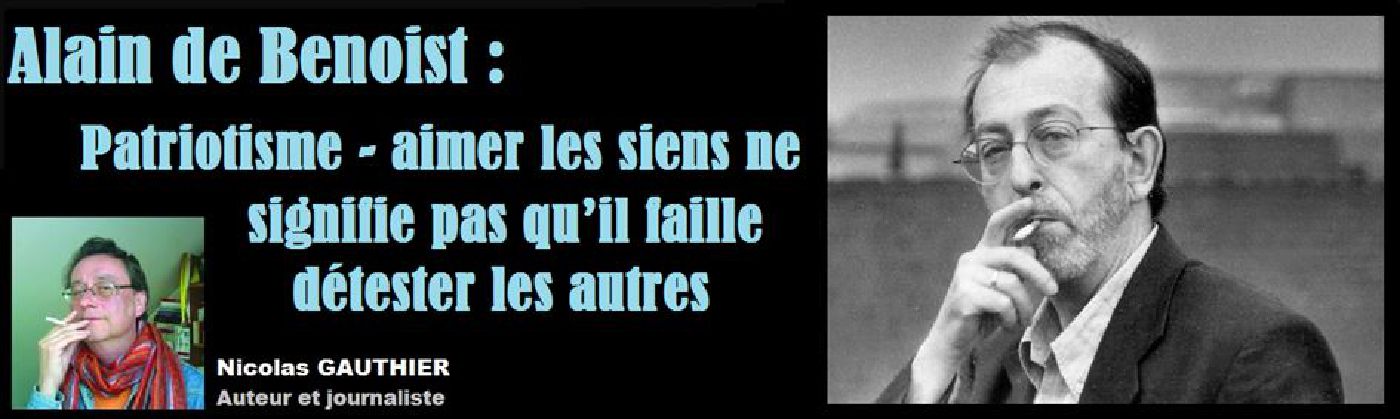 Alain de Benoist :
Patriotisme - aimer les siens ne
signifie pas qu’il faille
détester les autres
Nicolas GAUTHIER
Auteur et journaliste